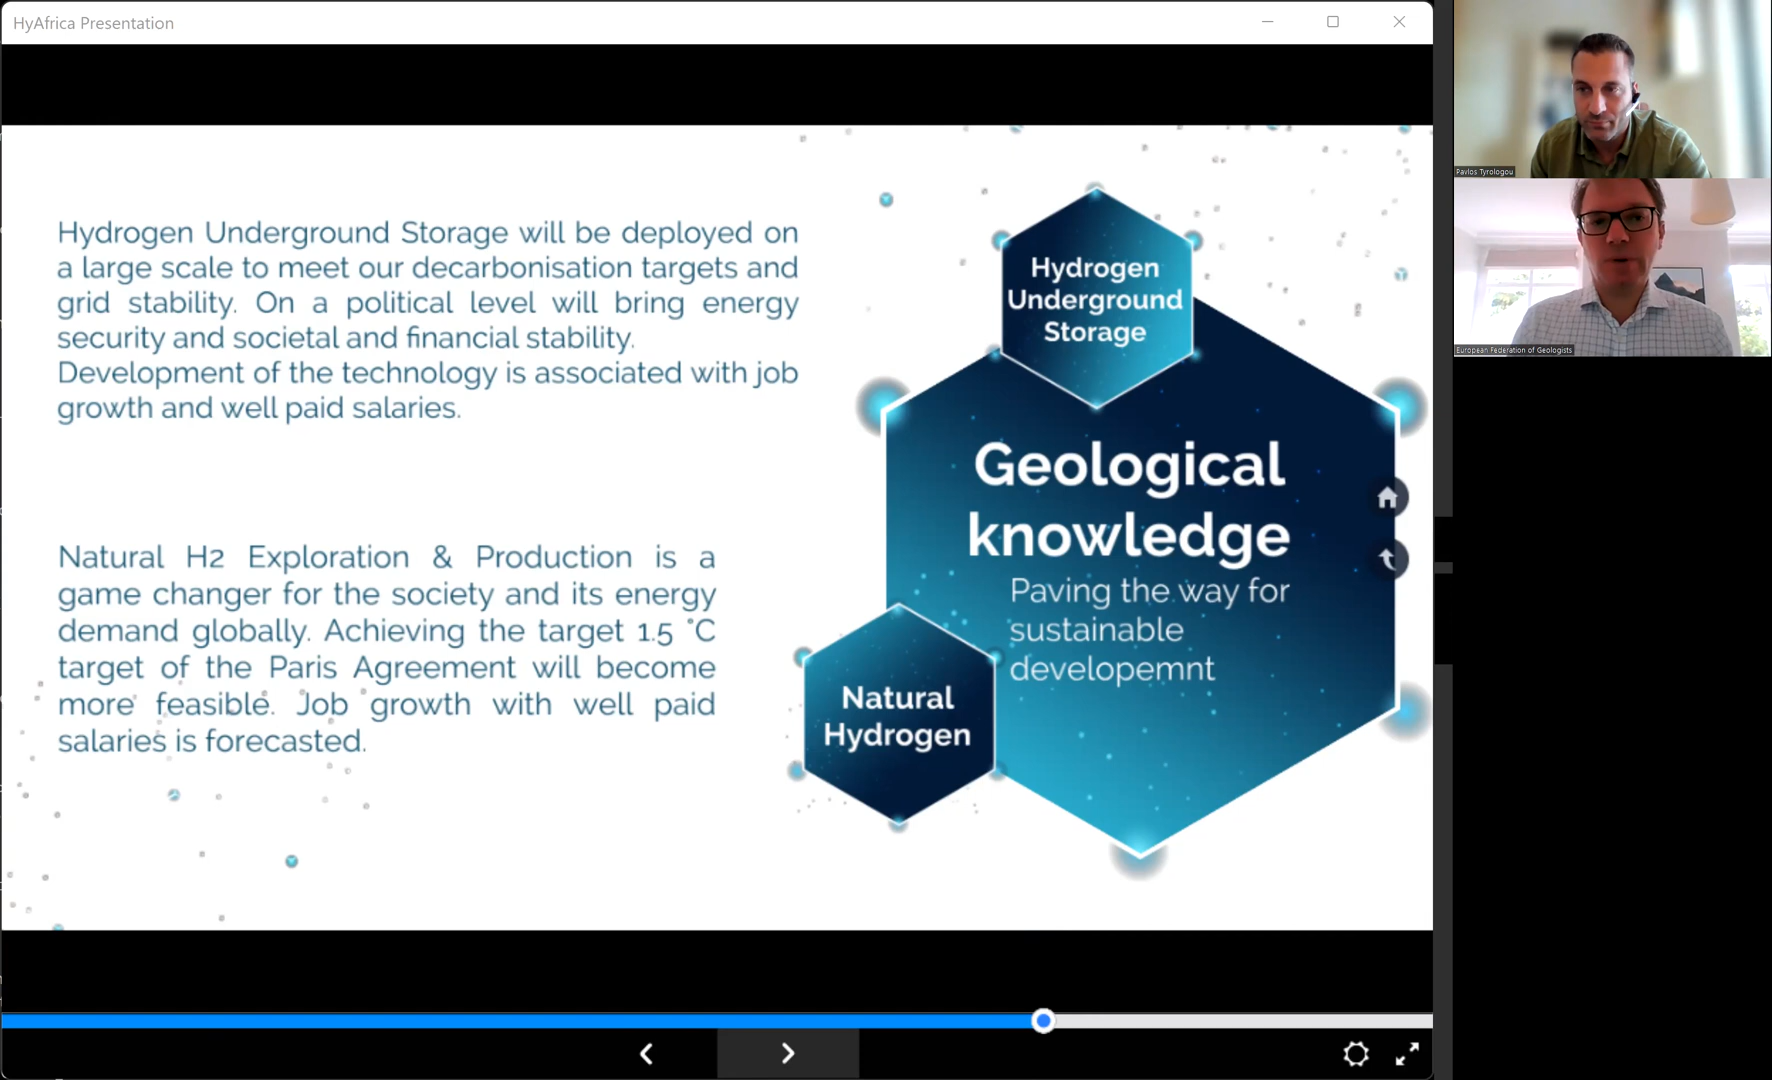 HyAfrica Presentation
Hydrogen Underground Storage will be deployed on
a large scale to meet our decarbonisation targets and
grid stability. On a political level will bring energy
security and societal and financial stability.
Development of the technology is associated with job
growth and well paid salaries.
Natural H2 Exploration & Production is a
game changer for the society and its energy
demand globally. Achieving the target 1.5 °C
target of the Paris Agreement will become
more feasible. Job growth with well paid
salaries is forecasted.
Hydrogen
Underground
Storage
Geological
knowledge
Paving the way for
sustainable
developemnt
Natural
Hydrogen
Pavlos Tyrologou
European Federation of Geologists